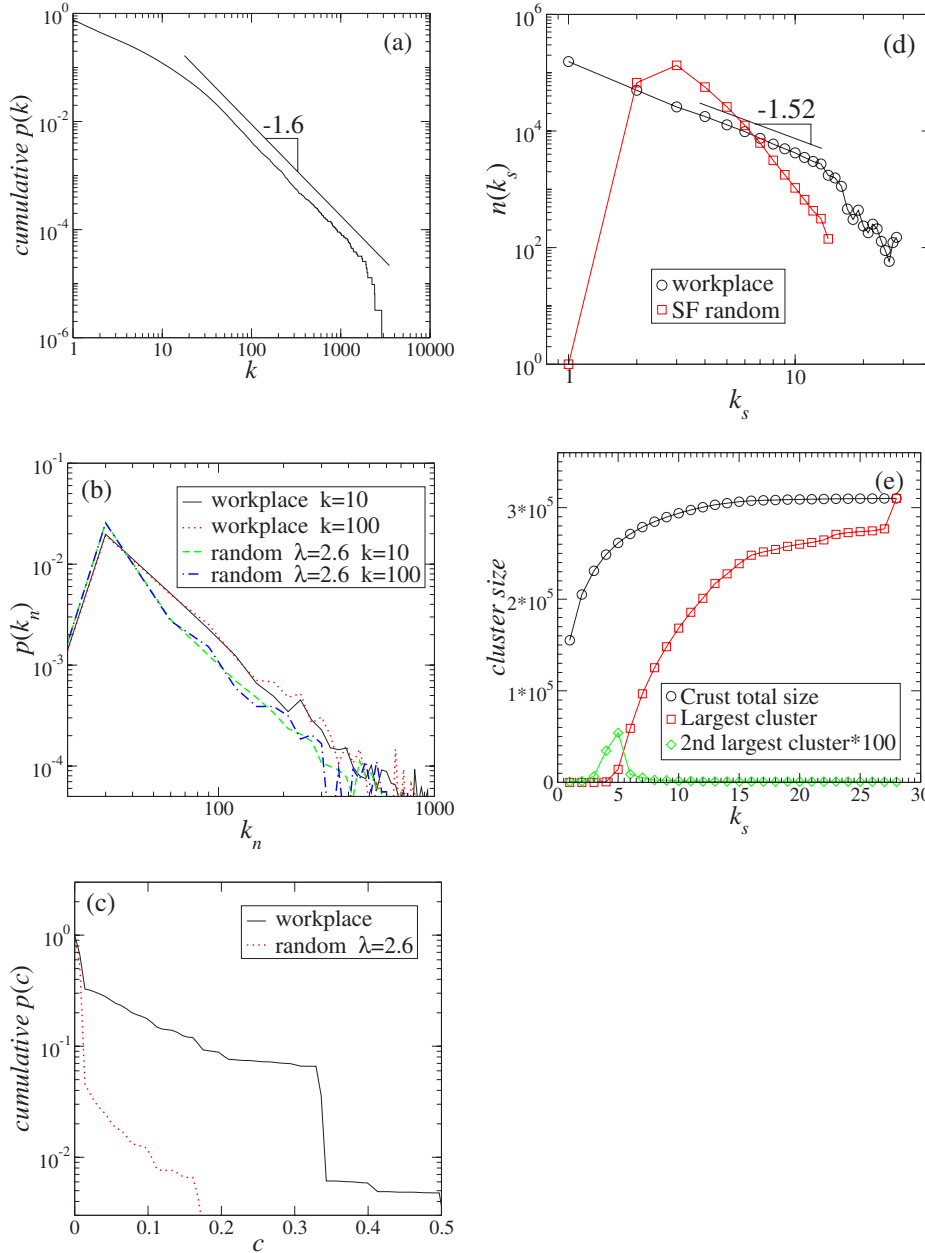 (a)
10^0
10^-2
10^-4
10^-6
cumulative p(k)
-1.6
1 10 100 1000 10000
k
(d)
10^4
10^2
10^0
n(k_s)
-1.52
workplace
SF random
1 10
k_s
(b)
10^-1
10^-2
10^-3
10^-4
p(k_n)
workplace k=10
workplace k=100
random λ=2.6 k=10
random λ=2.6 k=100
100 1000
k_n
(e)
3*10^5
2*10^5
1*10^5
0
cluster size
Crust total size
Largest cluster
2nd largest cluster*100
0 5 10 15 20 25 30
k_s
(c)
10^0
10^-1
10^-2
cumulative p(c)
workplace
random λ=2.6
0 0.1 0.2 0.3 0.4 0.5
c